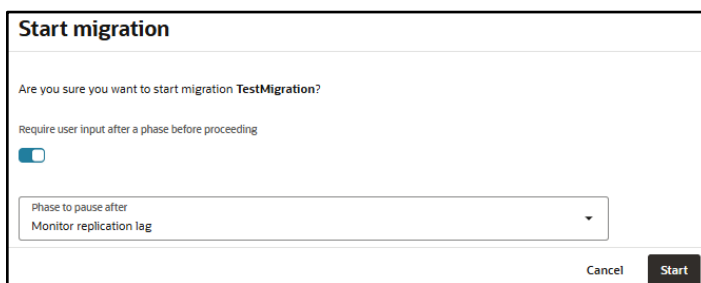 Start migration
Are you sure you want to start migration TestMigration?
Require user input after a phase before proceeding
Phase to pause after
Monitor replication lag
Cancel Start